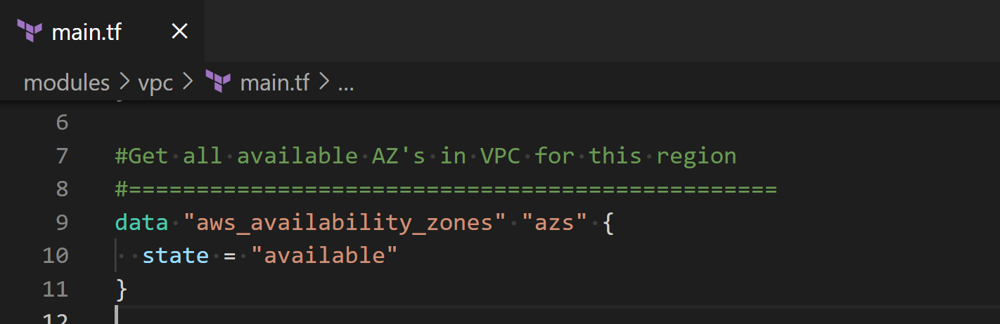 main.tf
modules > vpc > main.tf > ...
6
7 #Get all available AZ's in VPC for this region
8 #================================================
9 data "aws_availability_zones" "azs" {
10 state = "available"
11 }
12